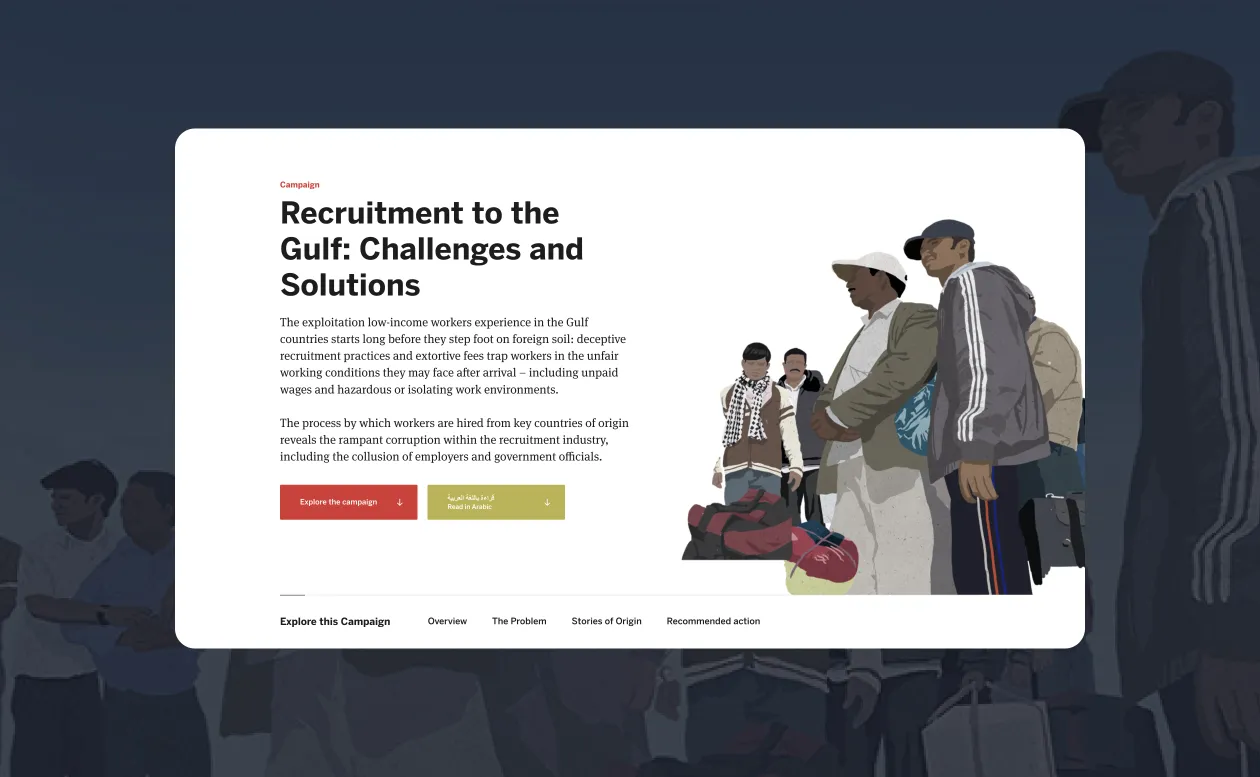 Campaign
Recruitment to the
Gulf: Challenges and
Solutions
The exploitation low-income workers experience in the Gulf
countries starts long before they step foot on foreign soil: deceptive
recruitment practices and extortive fees trap workers in the unfair
working conditions they may face after arrival – including unpaid
wages and hazardous or isolating work environments.
The process by which workers are hired from key countries of origin
reveals the rampant corruption within the recruitment industry,
including the collusion of employers and government officials.
Explore the campaign ↓
قراءة باللغة العربية
Read in Arabic ↓
Explore this Campaign Overview The Problem Stories of Origin Recommended action